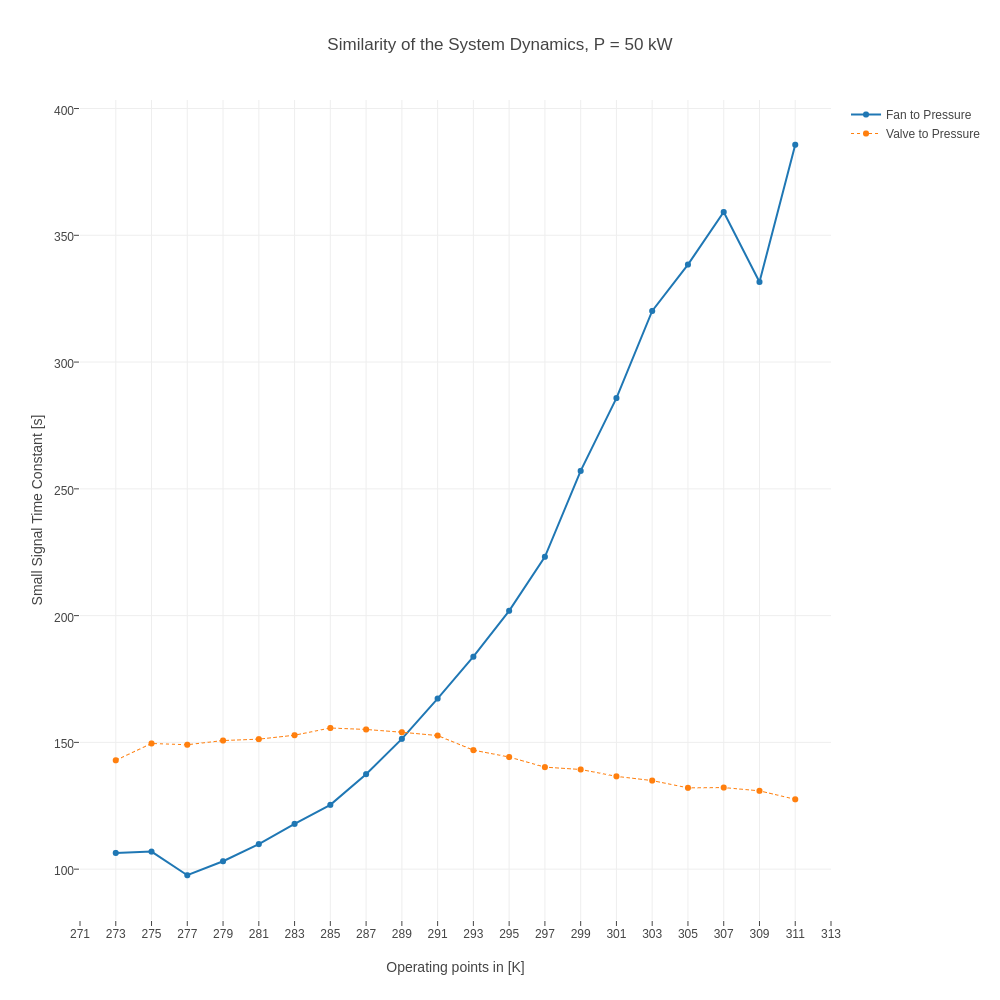 Similarity of the System Dynamics, P = 50 kW
Fan to Pressure
Valve to Pressure
Small Signal Time Constant [s]
400
350
300
250
200
150
100
271 273 275 277 279 281 283 285 287 289 291 293 295 297 299 301 303 305 307 309 311 313
Operating points in [K]